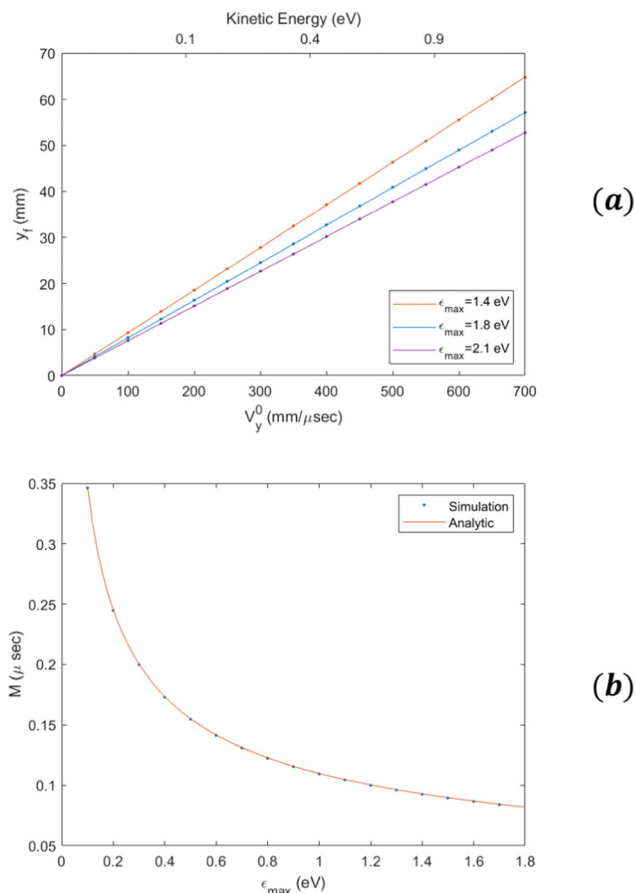 Kinetic Energy (eV)
0.1 0.4 0.9
70
60
50
40
30
20
10
0
y_f (mm)
ϵ_max=1.4 eV
ϵ_max=1.8 eV
ϵ_max=2.1 eV
0 100 200 300 400 500 600 700
V_y^0 (mm/μsec)
(a)
0.35
0.3
0.25
0.2
0.15
0.1
0.05
M (μ sec)
Simulation
Analytic
0 0.2 0.4 0.6 0.8 1 1.2 1.4 1.6 1.8
ϵ_max (eV)
(b)